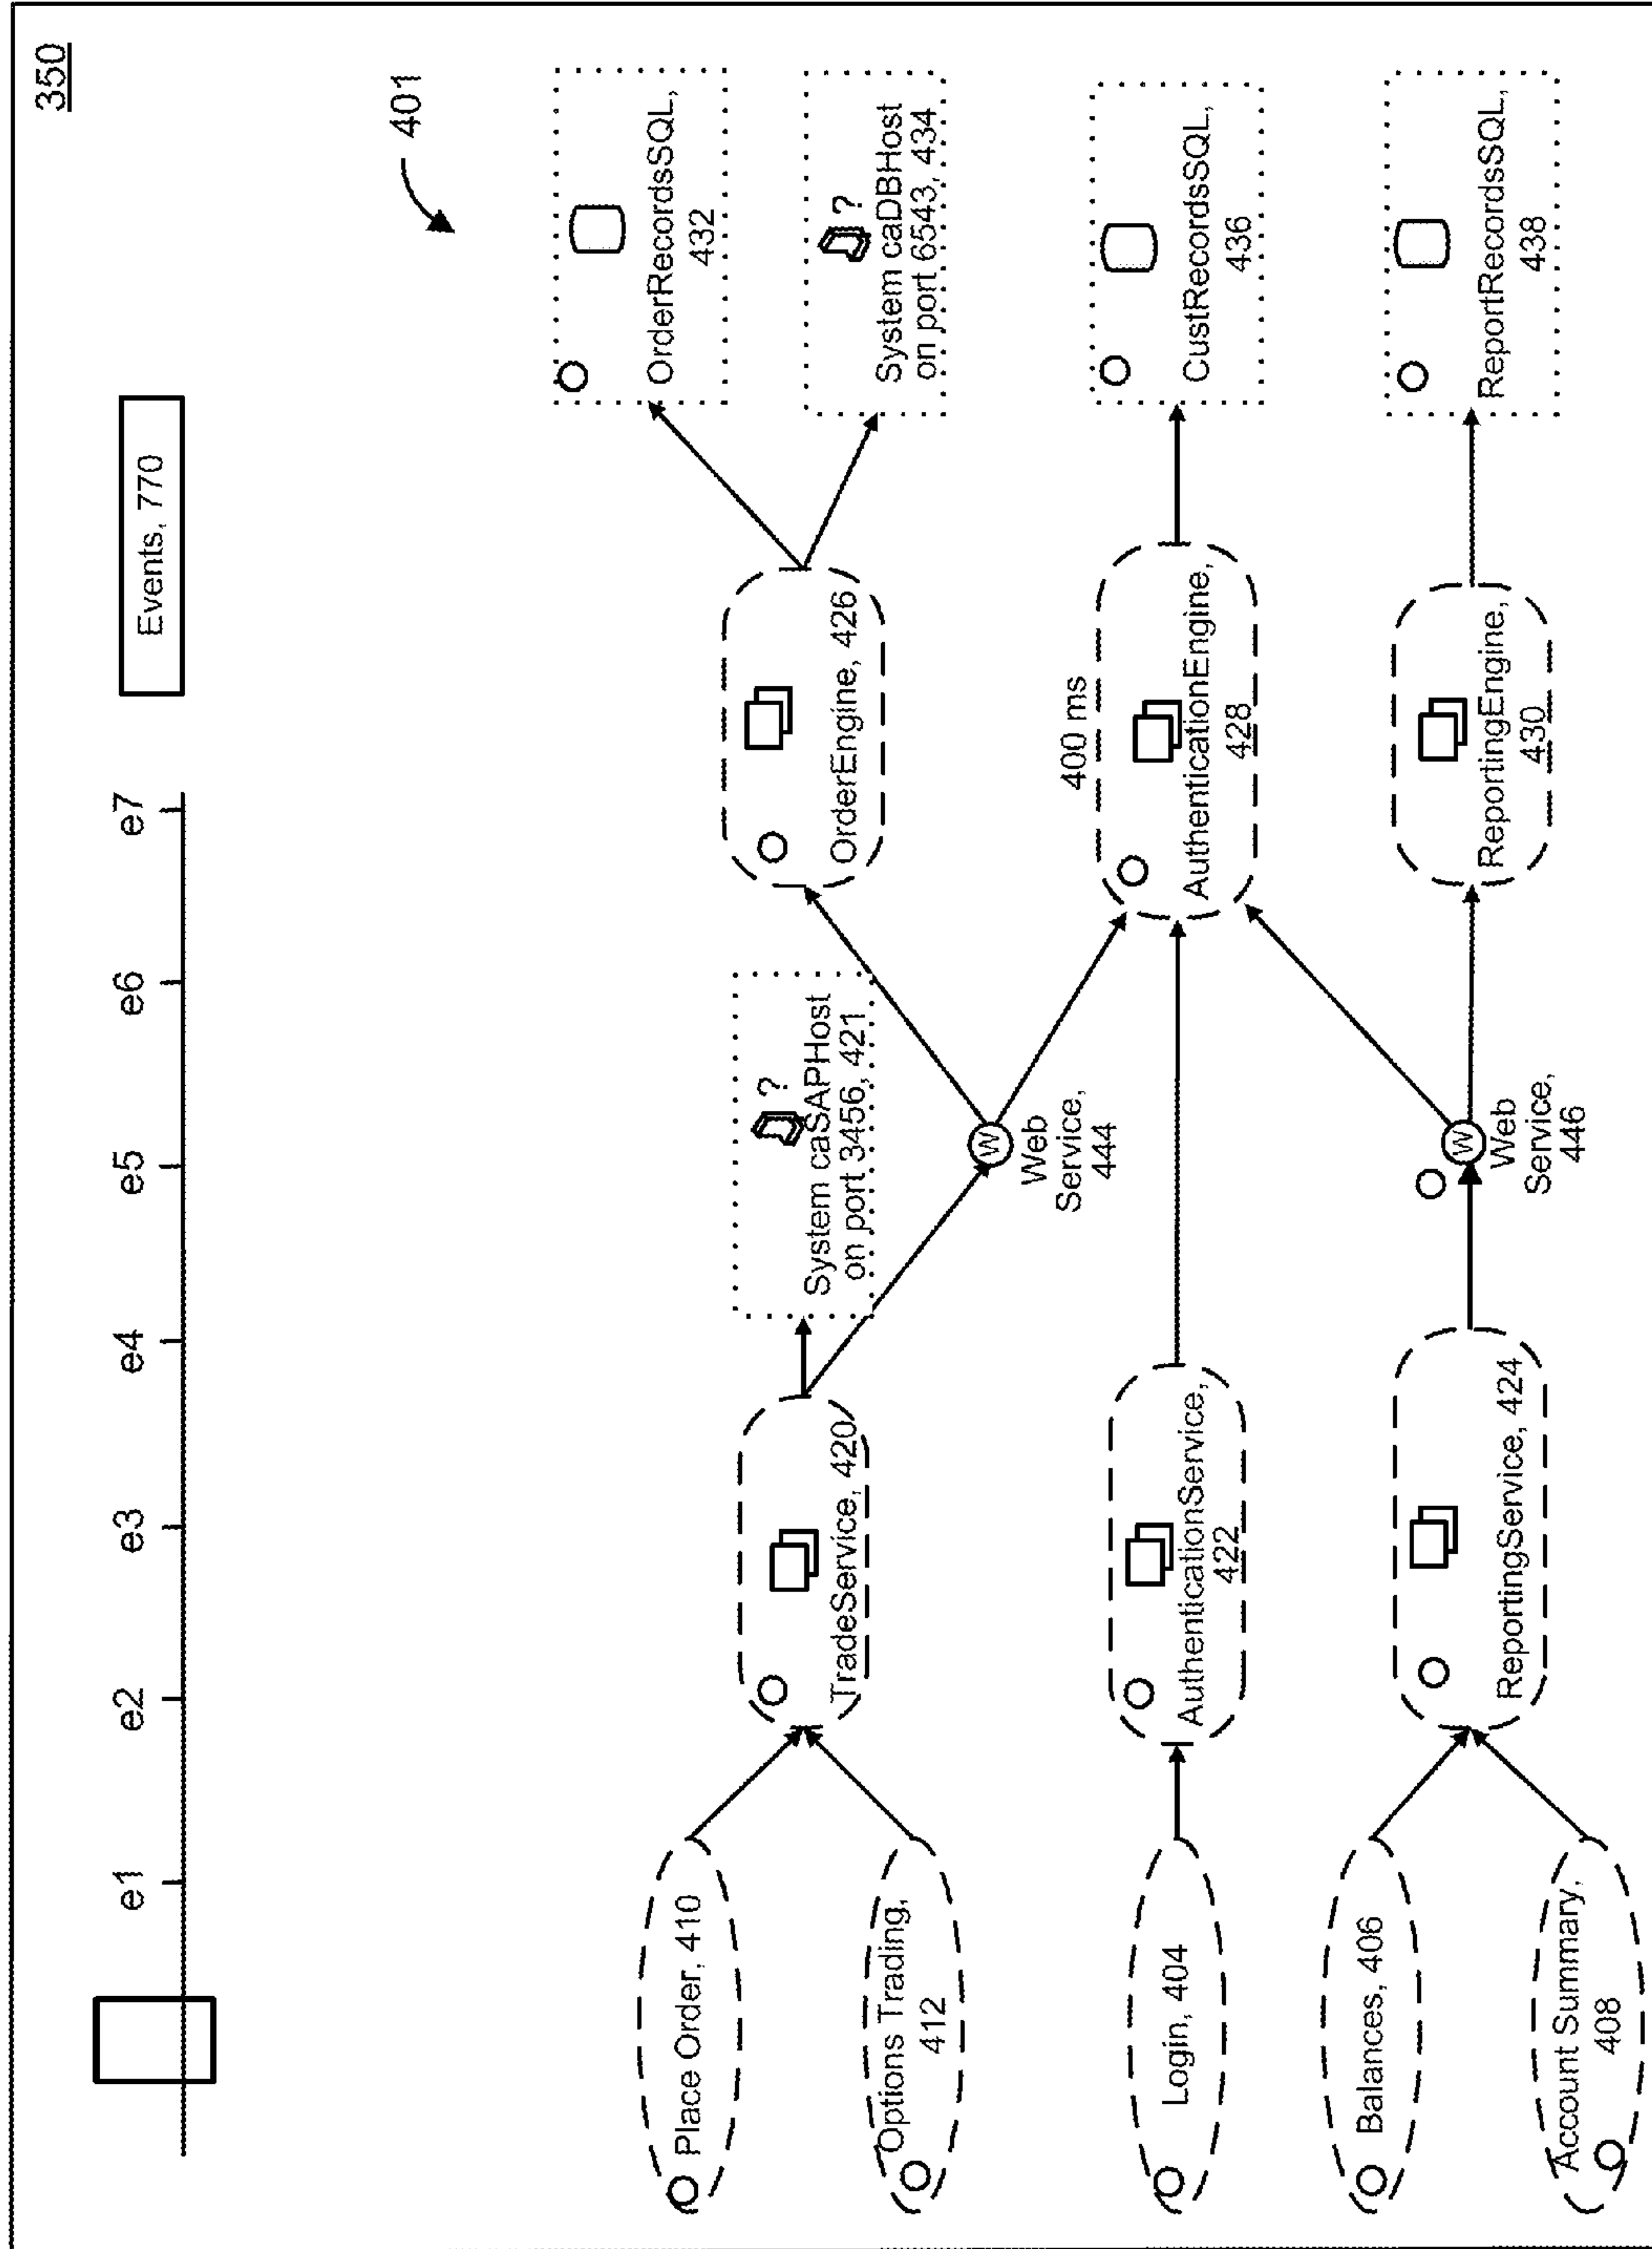 350
Events, 770
e1 e2 e3 e4 e5 e6 e7
401
Place Order, 410
Options Trading,
412
Login, 404
Balances, 406
Account Summary,
408
TradeService, 420
AuthenticationService,
422
ReportingService, 424
System caSAPHost
on port 3456, 421
?
W
Web
Service,
444
W
Web
Service,
446
OrderEngine, 426
400 ms
AuthenticationEngine,
428
ReportingEngine,
430
OrderRecordsSQL,
432
?
System caDBHost
on port 6543, 434
CustRecordsSQL,
436
ReportRecordsSQL,
438